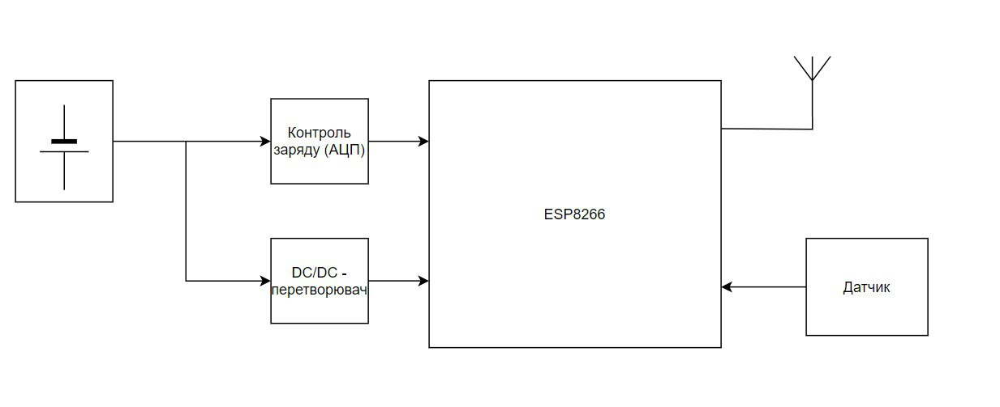 Контроль
заряду (АЦП)
ESP8266
DC/DC -
перетворювач
Датчик